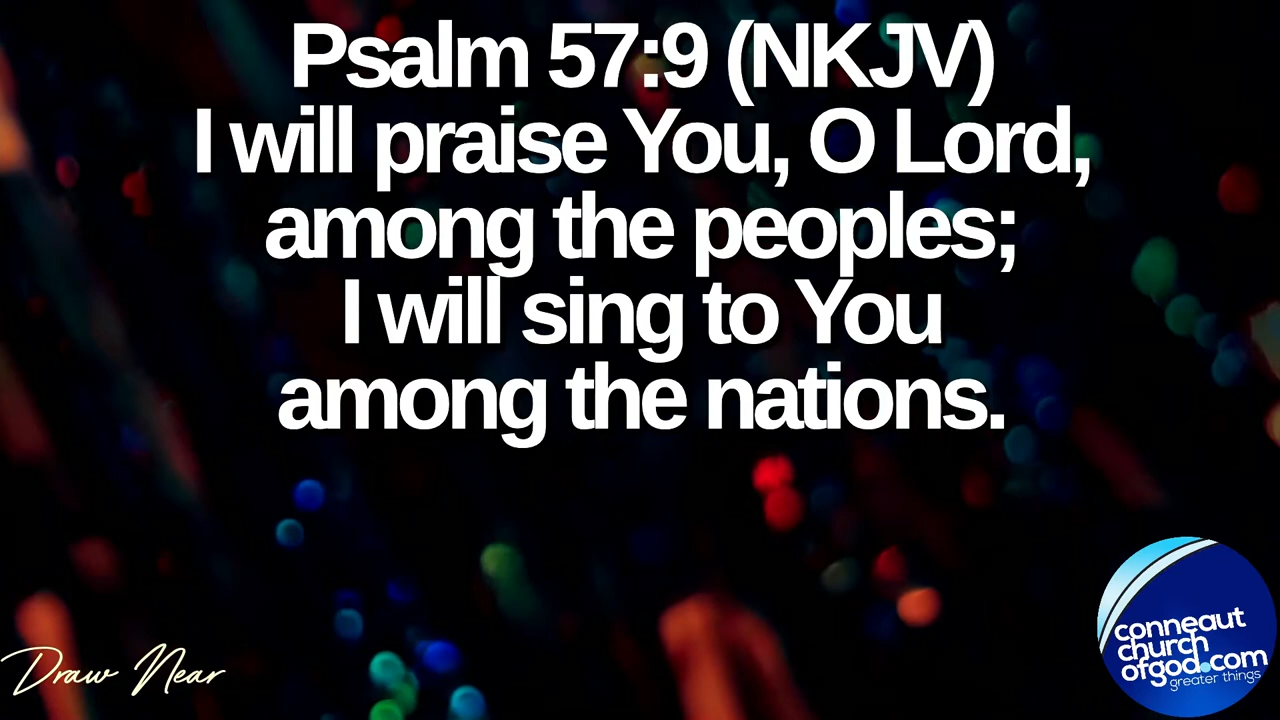 Psalm 57:9 (NKJV)
I will praise You, O Lord,
among the peoples;
I will sing to You
among the nations.
Draw Near
conneaut
church
ofgod.com
greater things